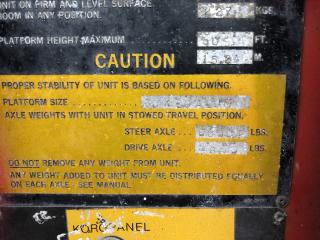 UNIT ON FIRM AND LEVEL SURFACE.
BOOM IN ANY POSITION. KGS.
PLATFORM HEIGHT MAXIMUM FT.
M.
CAUTION
PROPER STABILITY OF UNIT IS BASED ON FOLLOWING.
PLATFORM SIZE
AXLE WEIGHTS WITH UNIT IN STOWED TRAVEL POSITION.
STEER AXLE LBS.
DRIVE AXLE LBS.
DO NOT REMOVE ANY WEIGHT FROM UNIT.
ANY WEIGHT ADDED TO UNIT MUST BE DISTRIBUTED EQUALLY
ON EACH AXLE. SEE MANUAL.